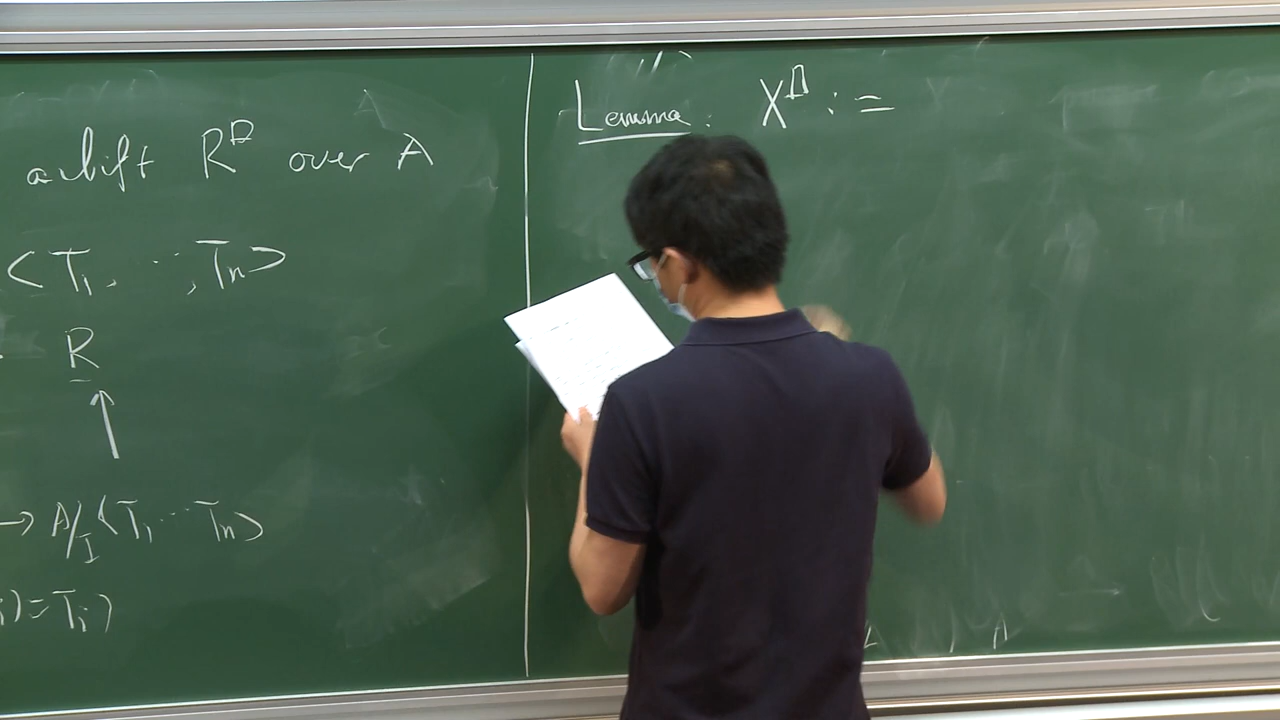 a lift R^□ over A
<T₁, ..., Tₙ>
R
↑
→ A/I <T₁ ... Tₙ>
i) = Tᵢ)
Lemma: X^□ :=